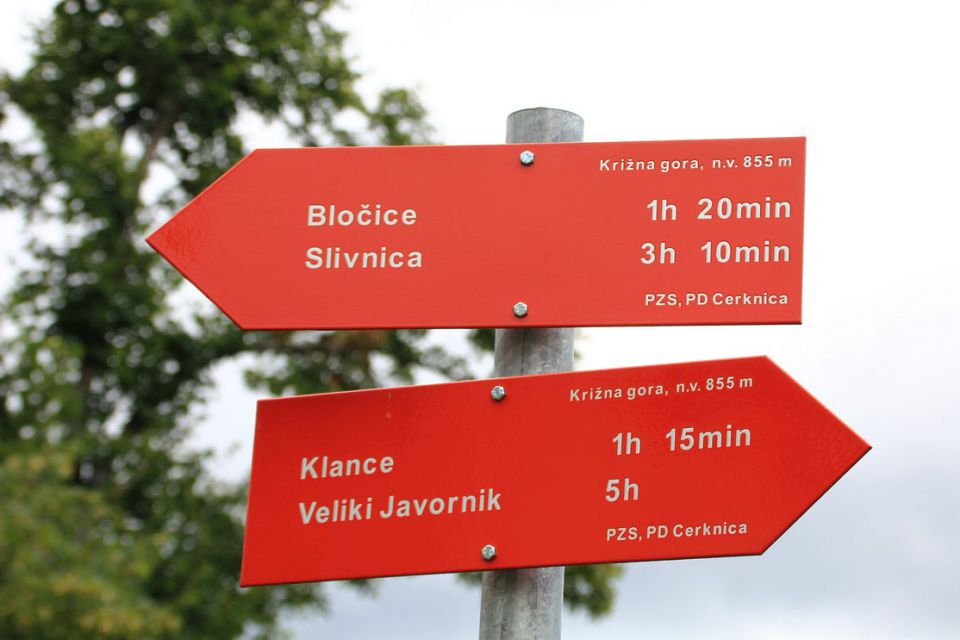 Križna gora, n.v. 855 m
Bločice 1h 20min
Slivnica 3h 10min
PZS, PD Cerknica
Križna gora, n.v. 855 m
Klance 1h 15min
Veliki Javornik 5h
PZS, PD Cerknica